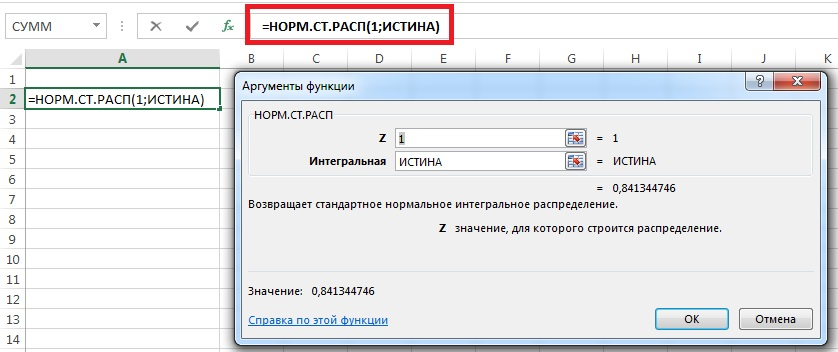 СУММ fx =НОРМ.СТ.РАСП(1;ИСТИНА)
A B C D E F G H I J K
1
2 =НОРМ.СТ.РАСП(1;ИСТИНА)
3
4
5
6
7
8
9
10
11
12
13
14
Аргументы функции ?
НОРМ.СТ.РАСП
Z 1 = 1
Интегральная ИСТИНА = ИСТИНА
= 0,841344746
Возвращает стандартное нормальное интегральное распределение.
Z значение, для которого строится распределение.
Значение: 0,841344746
Справка по этой функции ОК Отмена